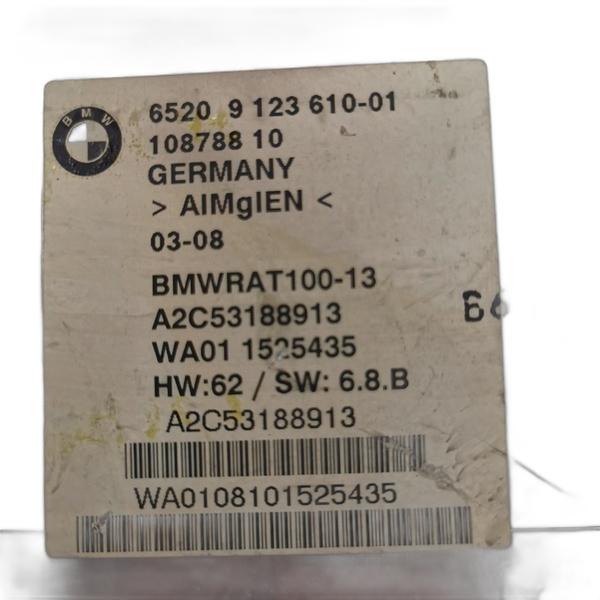 BMW
6520 9 123 610-01
108788 10
GERMANY
> AlMgIEN <
03-08
BMWRAT100-13
A2C53188913
WA01 1525435
HW:62 / SW: 6.8.B
A2C53188913
WA0108101525435